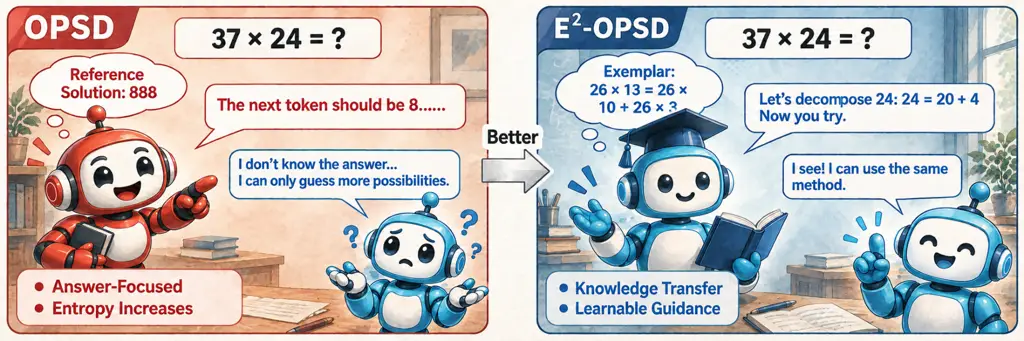 OPSD
37 × 24 = ?
Reference
Solution: 888
The next token should be 8......
I don't know the answer...
I can only guess more possibilities.
? ? ? ?
• Answer-Focused
• Entropy Increases
Better
E²-OPSD
37 × 24 = ?
Exemplar:
26 × 13 = 26 ×
10 + 26 × 3
Let's decompose 24: 24 = 20 + 4
Now you try.
I see! I can use the same
method.
• Knowledge Transfer
• Learnable Guidance